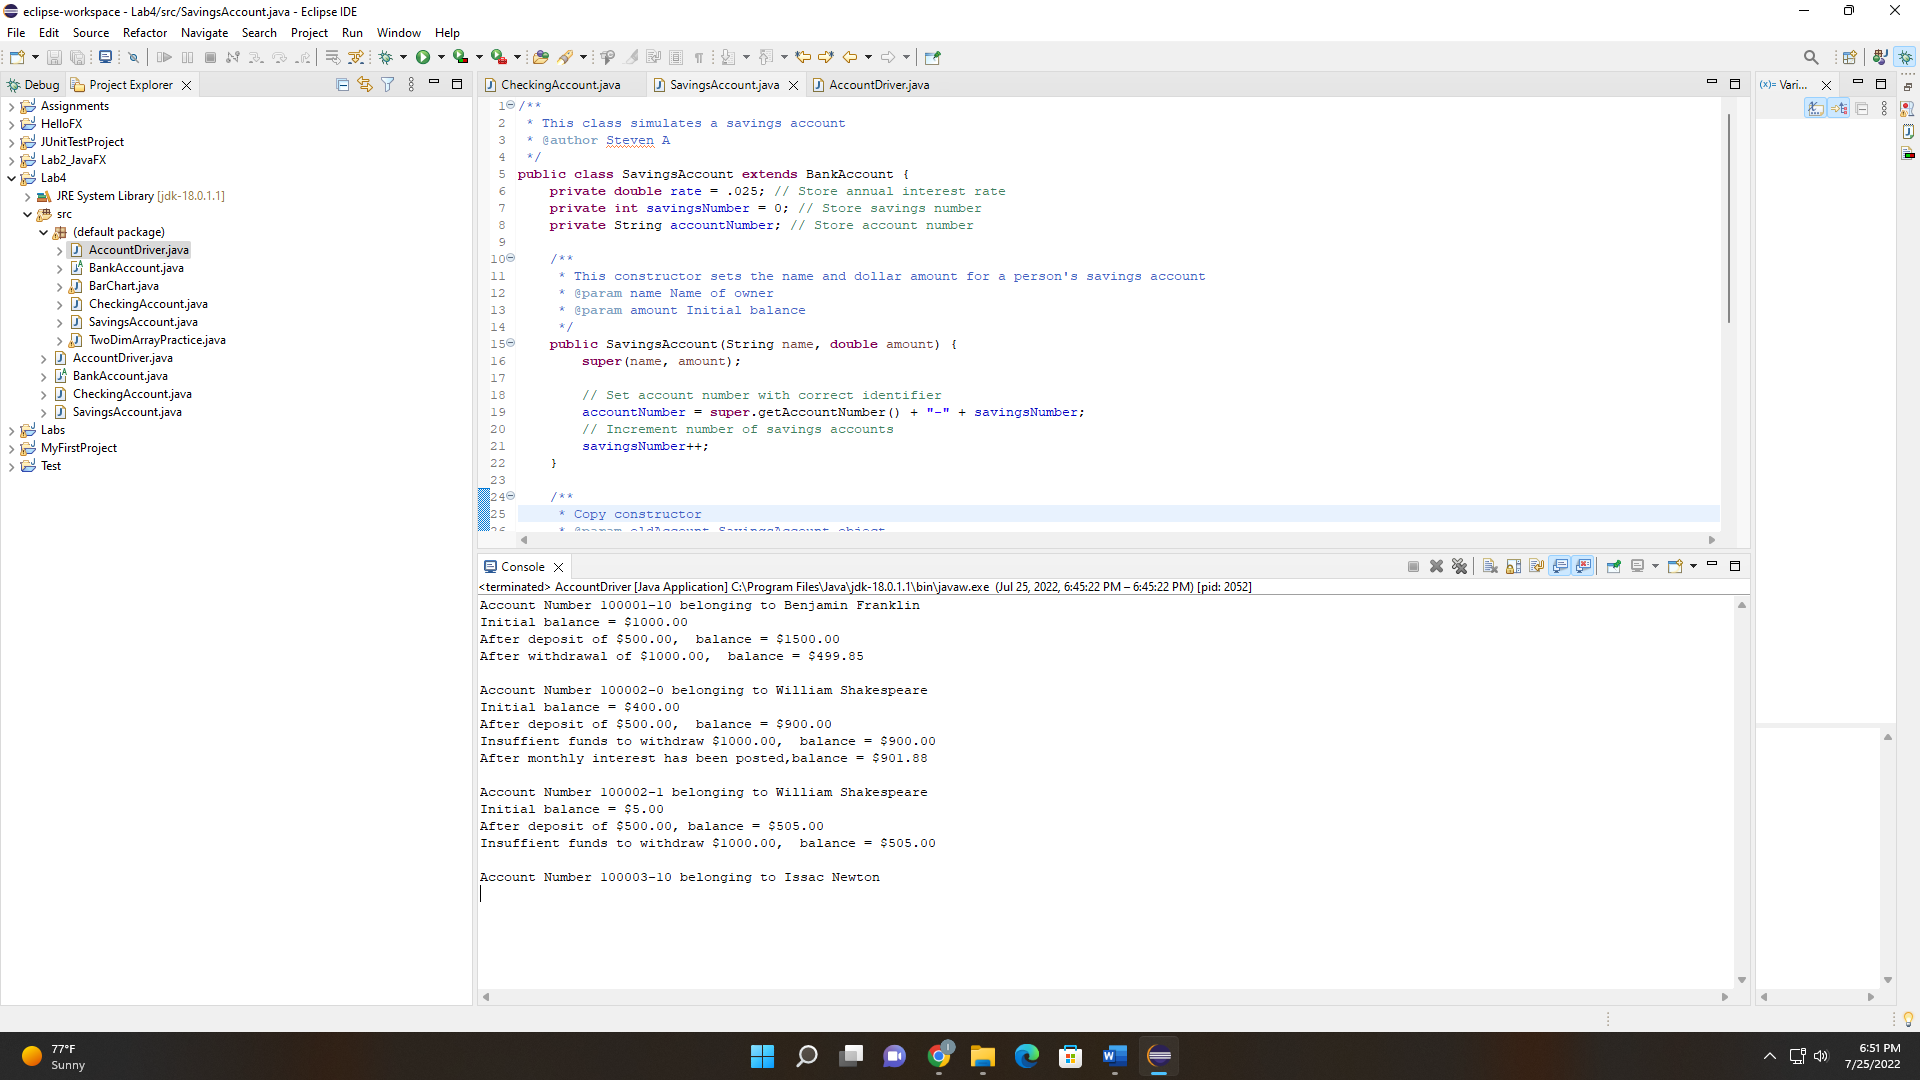 eclipse-workspace - Lab4/src/SavingsAccount.java - Eclipse IDE
File Edit Source Refactor Navigate Search Project Run Window Help
Debug Project Explorer
Assignments
HelloFX
JUnitTestProject
Lab2_JavaFX
Lab4
JRE System Library [jdk-18.0.1.1]
src
(default package)
AccountDriver.java
BankAccount.java
BarChart.java
CheckingAccount.java
SavingsAccount.java
TwoDimArrayPractice.java
AccountDriver.java
BankAccount.java
CheckingAccount.java
SavingsAccount.java
Labs
MyFirstProject
Test
CheckingAccount.java SavingsAccount.java AccountDriver.java
1 /**
2 * This class simulates a savings account
3 * @author Steven A
4 */
5 public class SavingsAccount extends BankAccount {
6 private double rate = .025; // Store annual interest rate
7 private int savingsNumber = 0; // Store savings number
8 private String accountNumber; // Store account number
9
10 /**
11 * This constructor sets the name and dollar amount for a person's savings account
12 * @param name Name of owner
13 * @param amount Initial balance
14 */
15 public SavingsAccount(String name, double amount) {
16 super(name, amount);
17
18 // Set account number with correct identifier
19 accountNumber = super.getAccountNumber() + "-" + savingsNumber;
20 // Increment number of savings accounts
21 savingsNumber++;
22 }
23
24 /**
25 * Copy constructor
26 * @param oldAccount SavingsAccount object
(x)= Vari...
Console
<terminated> AccountDriver [Java Application] C:\Program Files\Java\jdk-18.0.1.1\bin\javaw.exe (Jul 25, 2022, 6:45:22 PM – 6:45:22 PM) [pid: 2052]
Account Number 100001-10 belonging to Benjamin Franklin
Initial balance = $1000.00
After deposit of $500.00,  balance = $1500.00
After withdrawal of $1000.00,  balance = $499.85
Account Number 100002-0 belonging to William Shakespeare
Initial balance = $400.00
After deposit of $500.00,  balance = $900.00
Insuffient funds to withdraw $1000.00,  balance = $900.00
After monthly interest has been posted,balance = $901.88
Account Number 100002-1 belonging to William Shakespeare
Initial balance = $5.00
After deposit of $500.00, balance = $505.00
Insuffient funds to withdraw $1000.00,  balance = $505.00
Account Number 100003-10 belonging to Issac Newton
77°F
Sunny
6:51 PM
7/25/2022